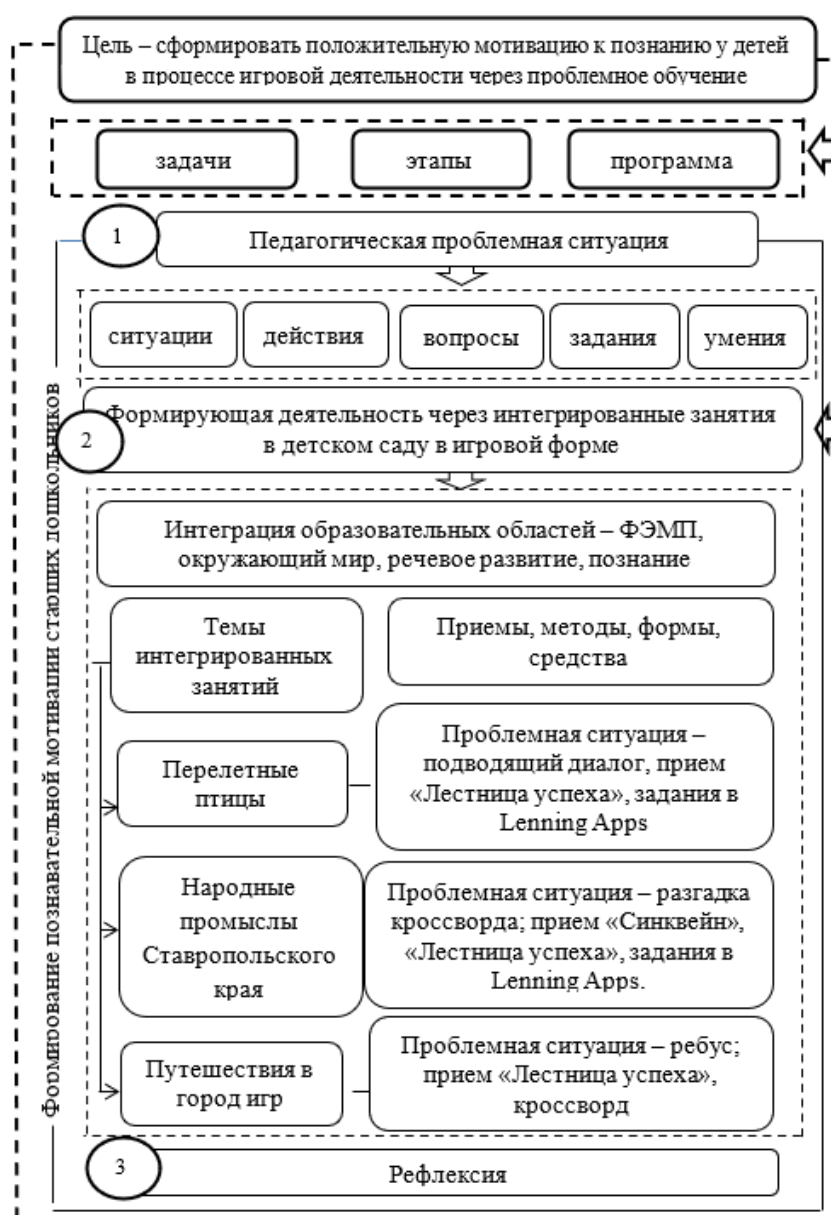 Цель – сформировать положительную мотивацию к познанию у детей
в процессе игровой деятельности через проблемное обучение
задачи
этапы
программа
1
Педагогическая проблемная ситуация
ситуации
действия
вопросы
задания
умения
2
Формирующая деятельность через интегрированные занятия
в детском саду в игровой форме
Формирование познавательной мотивации старших дошкольников
Интеграция образовательных областей – ФЭМП,
окружающий мир, речевое развитие, познание
Темы
интегрированных
занятий
Приемы, методы, формы,
средства
Перелетные
птицы
Проблемная ситуация –
подводящий диалог, прием
«Лестница успеха», задания в
Lenning Apps
Народные
промыслы
Ставропольского
края
Проблемная ситуация – разгадка
кроссворда; прием «Синквейн»,
«Лестница успеха», задания в
Lenning Apps.
Путешествия в
город игр
Проблемная ситуация – ребус;
прием «Лестница успеха»,
кроссворд
3
Рефлексия